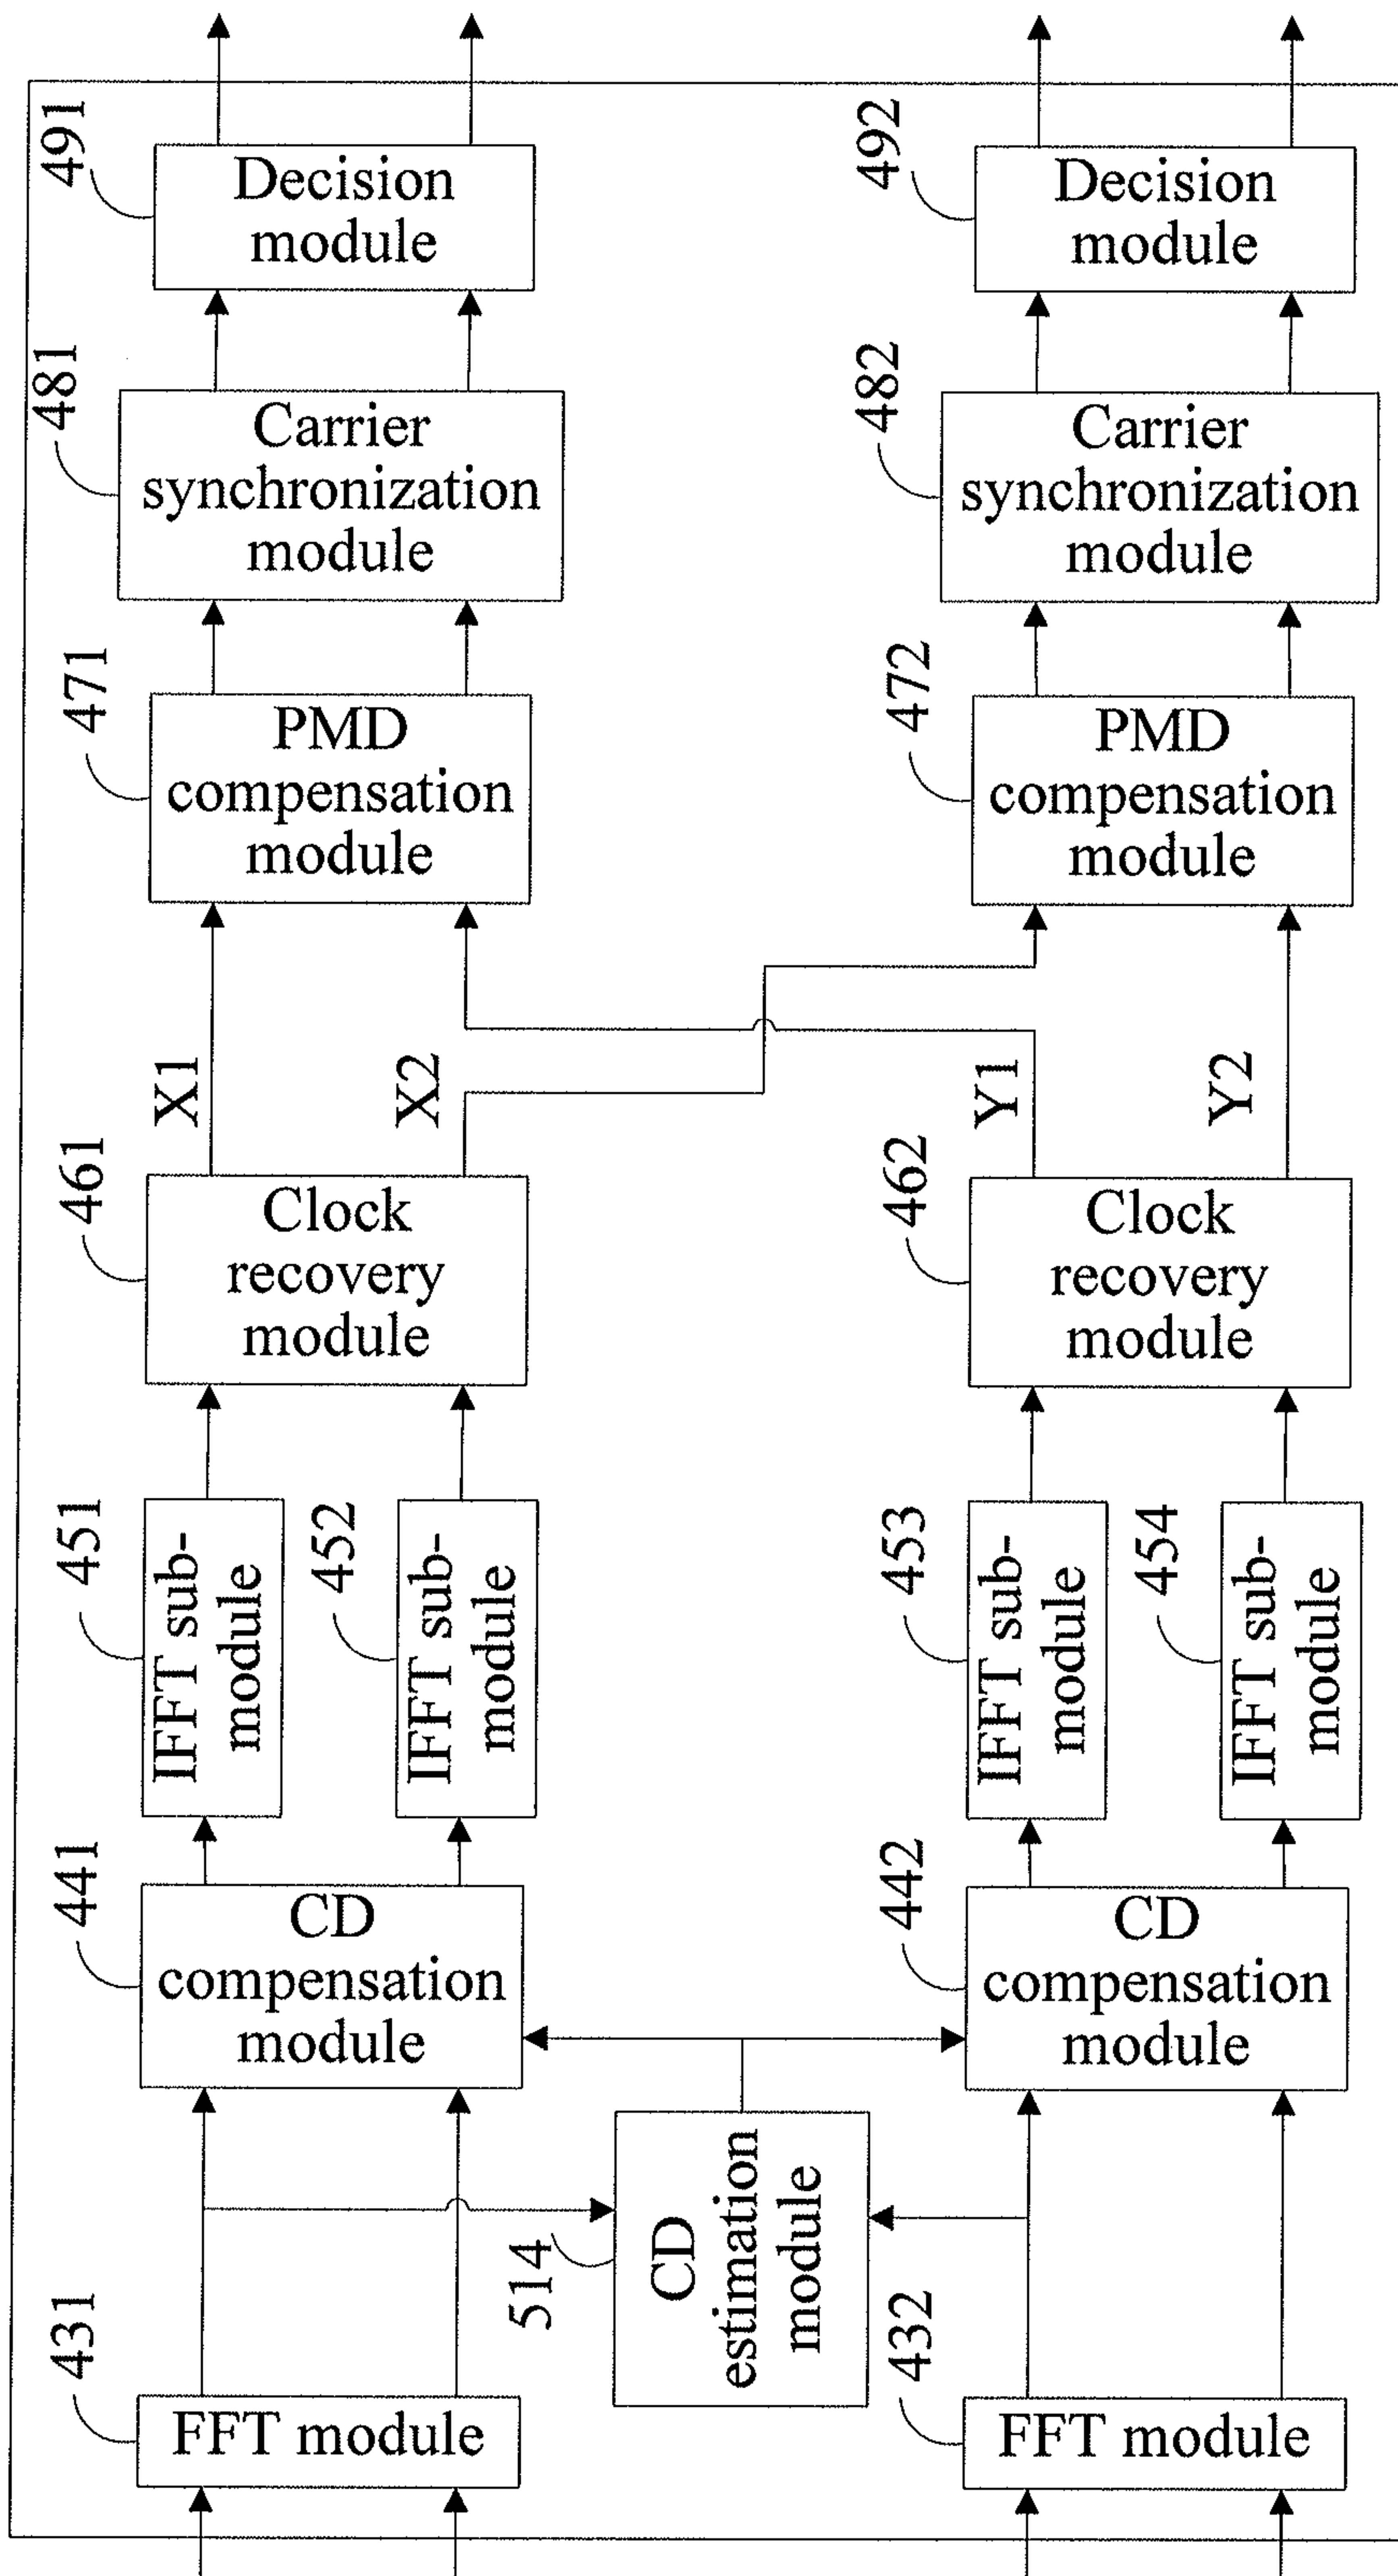 491
Decision
module
492
Decision
module
481
Carrier
synchronization
module
482
Carrier
synchronization
module
471
PMD
compensation
module
472
PMD
compensation
module
X1
X2
Y1
Y2
461
Clock
recovery
module
462
Clock
recovery
module
451
IFFT sub-
module
452
IFFT sub-
module
453
IFFT sub-
module
454
IFFT sub-
module
441
CD
compensation
module
442
CD
compensation
module
514
CD
estimation
module
431
FFT module
432
FFT module